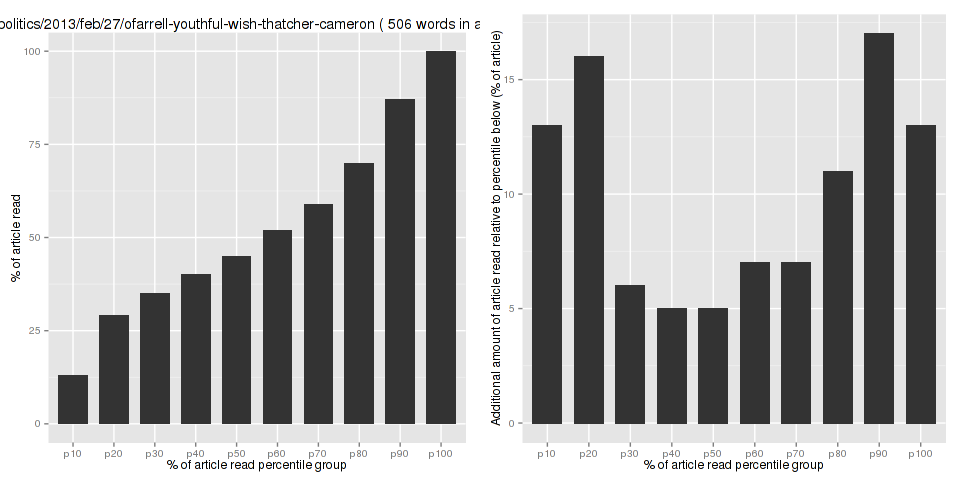 politics/2013/feb/27/ofarrell-youthful-wish-thatcher-cameron ( 506 words in a
% of article read
100
75
50
25
0
p10 p20 p30 p40 p50 p60 p70 p80 p90 p100
% of article read percentile group
Additional amount of article read relative to percentile below (% of article)
15
10
5
0
p10 p20 p30 p40 p50 p60 p70 p80 p90 p100
% of article read percentile group